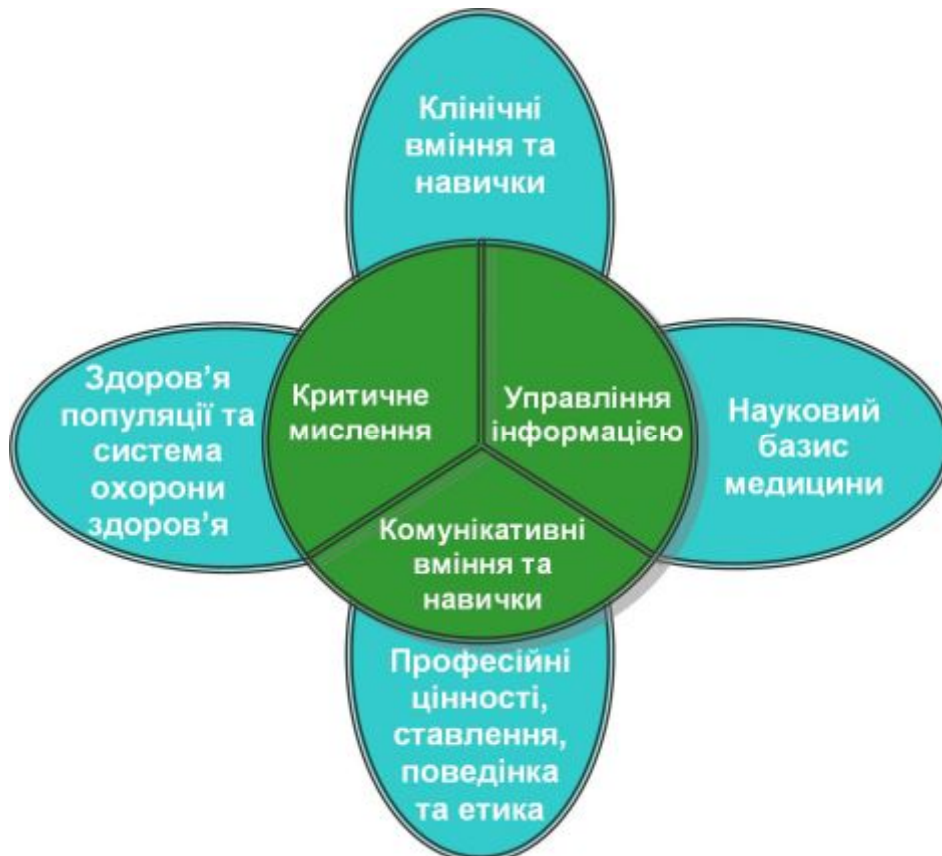 Клінічні
вміння та
навички
Здоров’я
популяції та
система
охорони
здоров’я
Критичне
мислення
Управління
інформацією
Науковий
базис
медицини
Комунікативні
вміння та
навички
Професійні
цінності,
ставлення,
поведінка
та етика